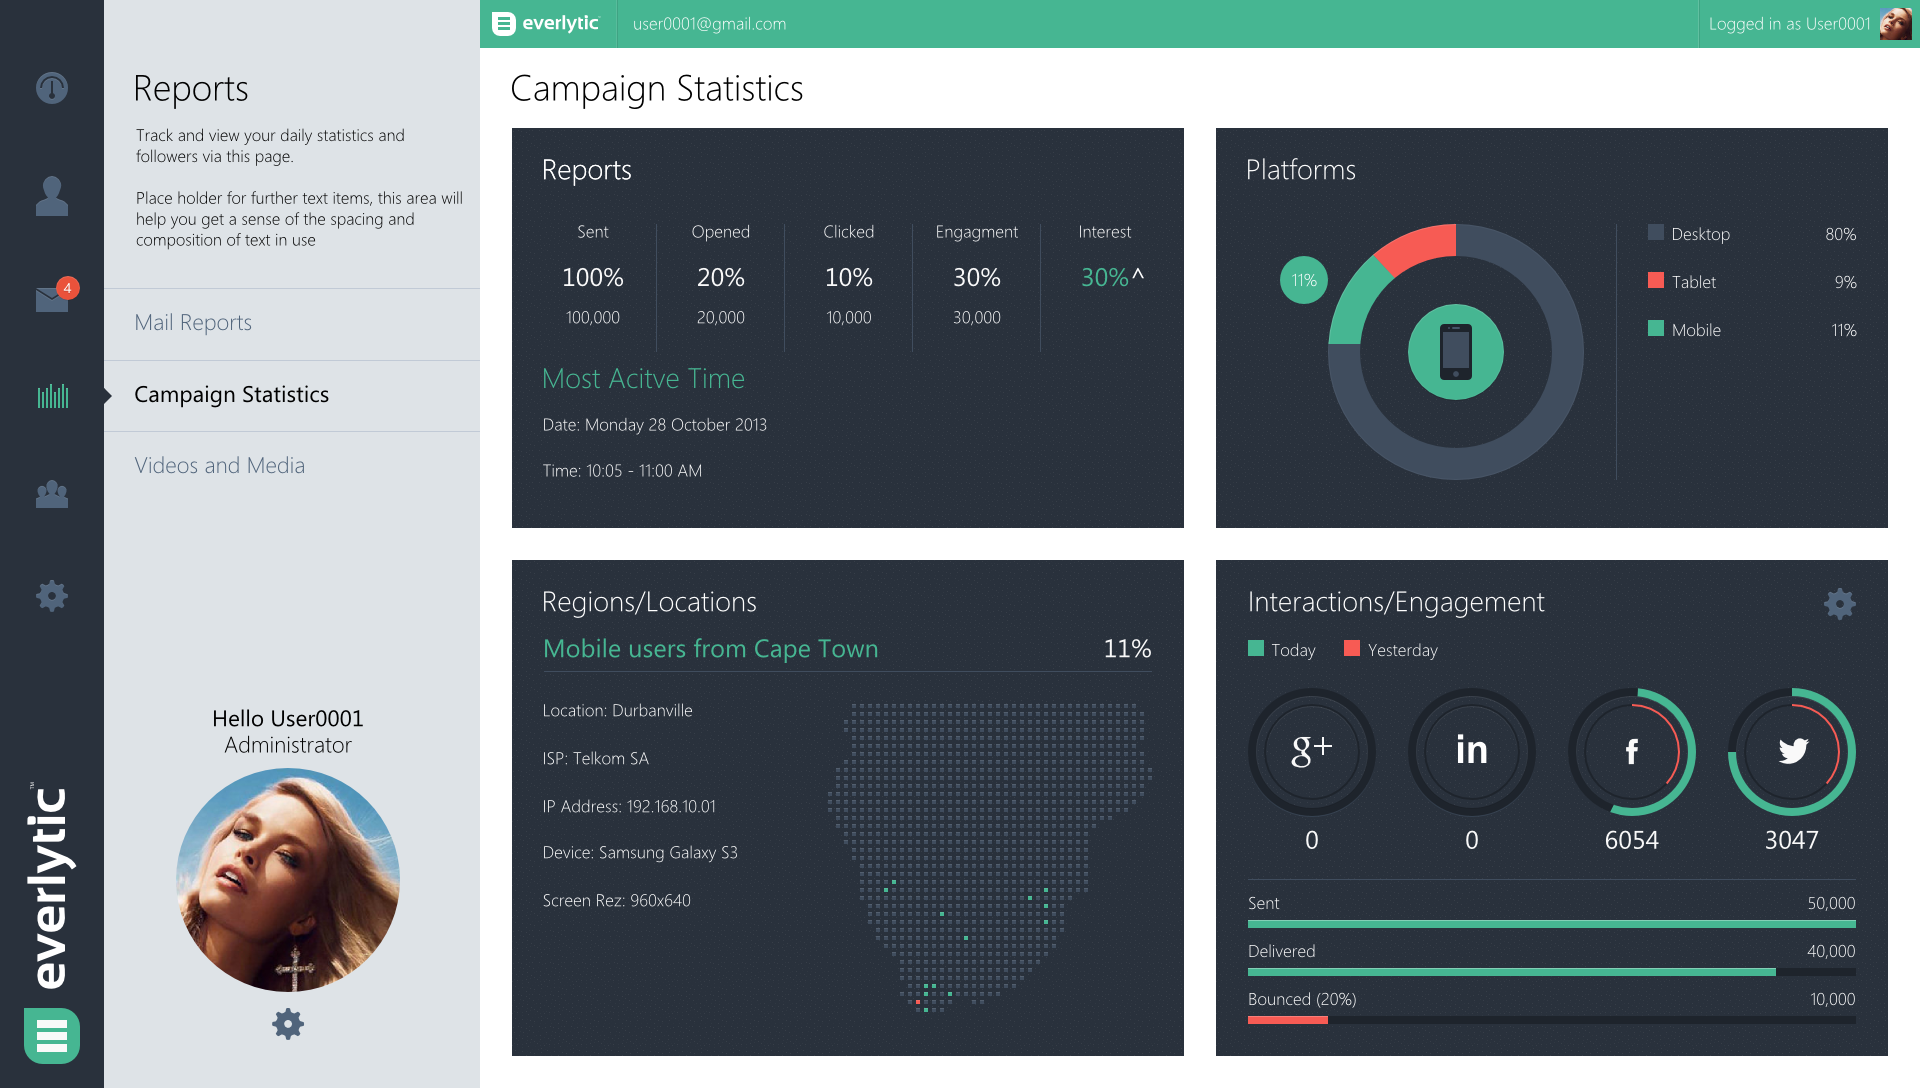 everlytic
user0001@gmail.com
Logged in as User0001
Reports
Track and view your daily statistics and
followers via this page.
Place holder for further text items, this area will
help you get a sense of the spacing and
composition of text in use
4
Mail Reports
Campaign Statistics
Videos and Media
Hello User0001
Administrator
everlytic™
Campaign Statistics
Reports
Sent Opened Clicked Engagment Interest
100% 20% 10% 30% 30%^
100,000 20,000 10,000 30,000
Most Acitve Time
Date: Monday 28 October 2013
Time: 10:05 - 11:00 AM
Platforms
11%
Desktop 80%
Tablet 9%
Mobile 11%
Regions/Locations
Mobile users from Cape Town 11%
Location: Durbanville
ISP: Telkom SA
IP Address: 192.168.10.01
Device: Samsung Galaxy S3
Screen Rez: 960x640
Interactions/Engagement
Today Yesterday
g+ in f
0 0 6054 3047
Sent 50,000
Delivered 40,000
Bounced (20%) 10,000